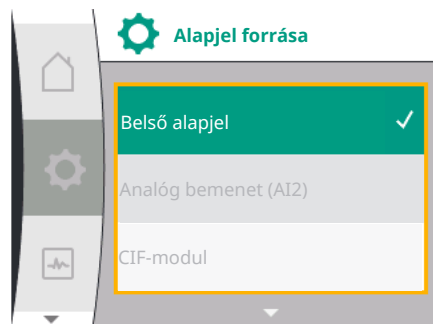 Alapjel forrása
Belső alapjel
Analóg bemenet (AI2)
CIF-modul